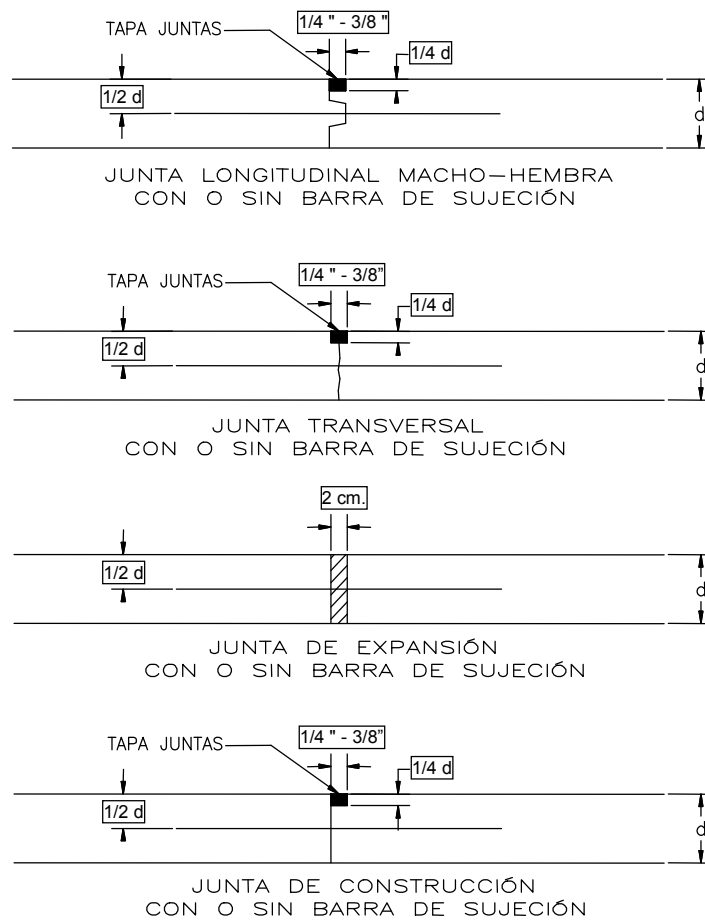 TAPA JUNTAS
1/4 " - 3/8 "
1/4 d
1/2 d
d
JUNTA LONGITUDINAL MACHO-HEMBRA
CON O SIN BARRA DE SUJECIÓN
TAPA JUNTAS
1/4 " - 3/8"
1/4 d
1/2 d
d
JUNTA TRANSVERSAL
CON O SIN BARRA DE SUJECIÓN
2 cm.
1/2 d
d
JUNTA DE EXPANSIÓN
CON O SIN BARRA DE SUJECIÓN
TAPA JUNTAS
1/4 " - 3/8"
1/4 d
1/2 d
d
JUNTA DE CONSTRUCCIÓN
CON O SIN BARRA DE SUJECIÓN